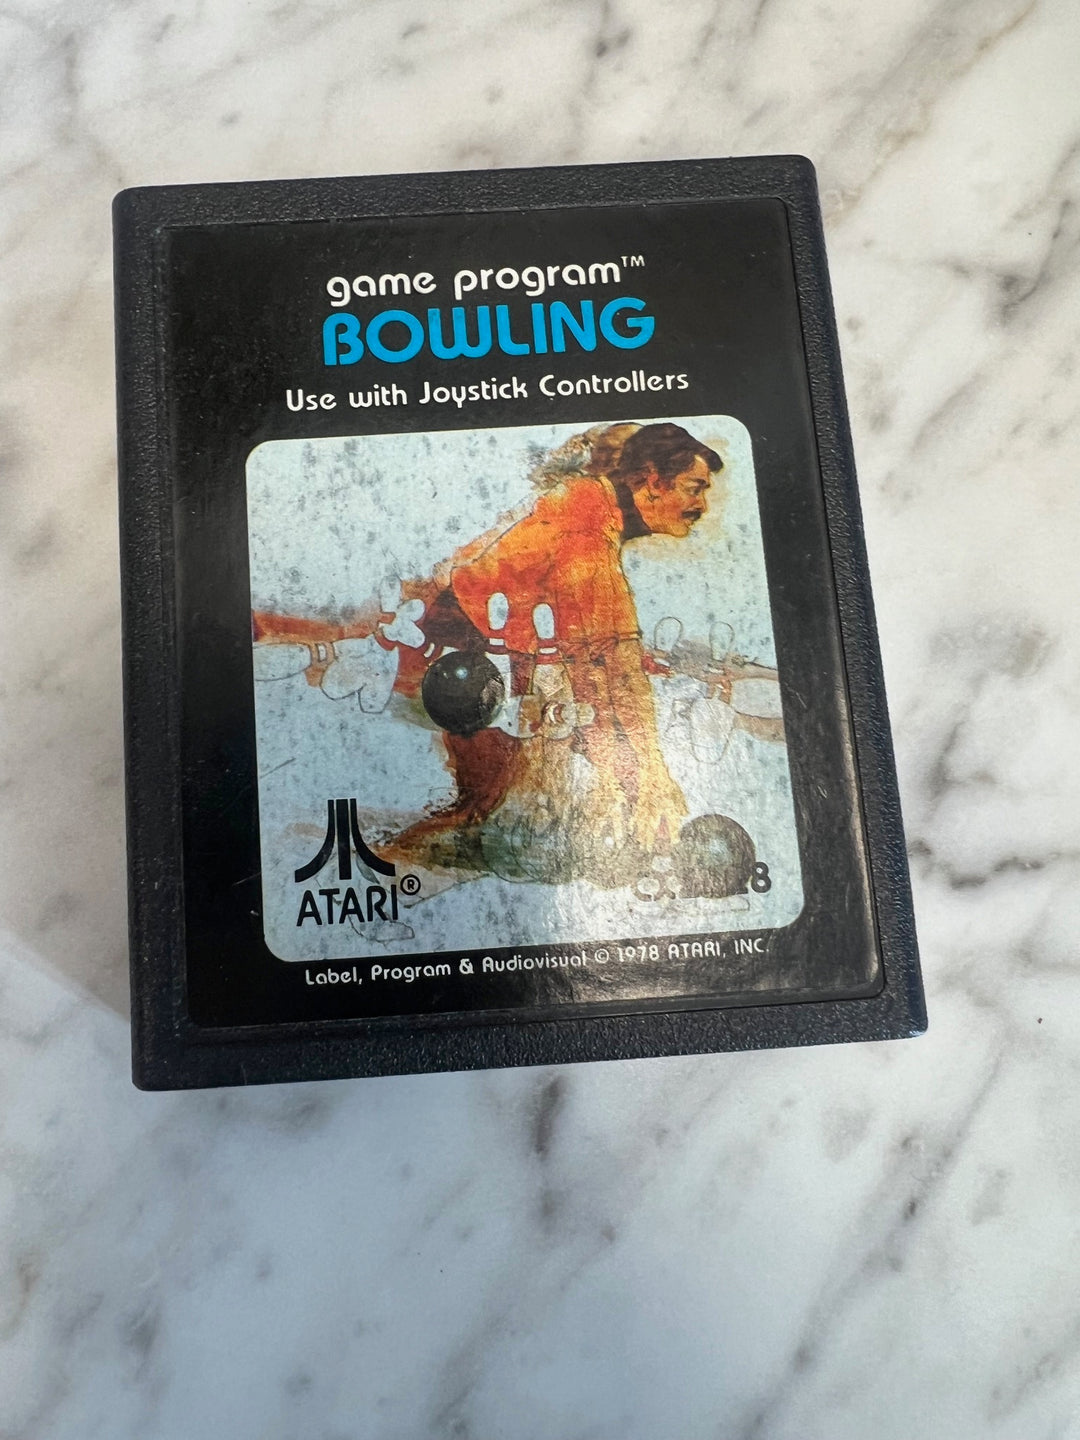 game program™
BOWLING
Use with Joystick Controllers
ATARI®
Label, Program & Audiovisual © 1978 ATARI, INC.